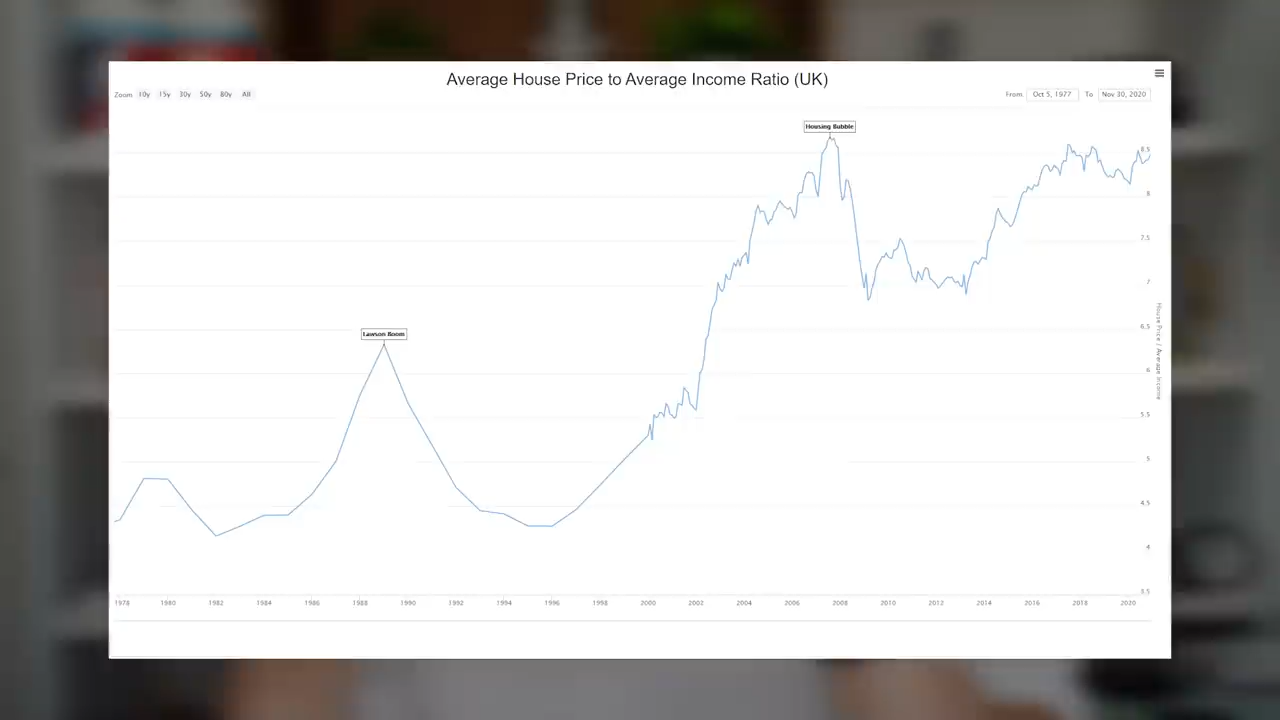 Average House Price to Average Income Ratio (UK)
Zoom 10y 15y 30y 50y 80y All
From Oct 5, 1977 To Nov 30, 2020
Housing Bubble
8.5
8
7.5
7
Lawson Boom
6.5
6
5.5
5
4.5
4
3.5
House Price / Average Income
1978 1980 1982 1984 1986 1988 1990 1992 1994 1996 1998 2000 2002 2004 2006 2008 2010 2012 2014 2016 2018 2020